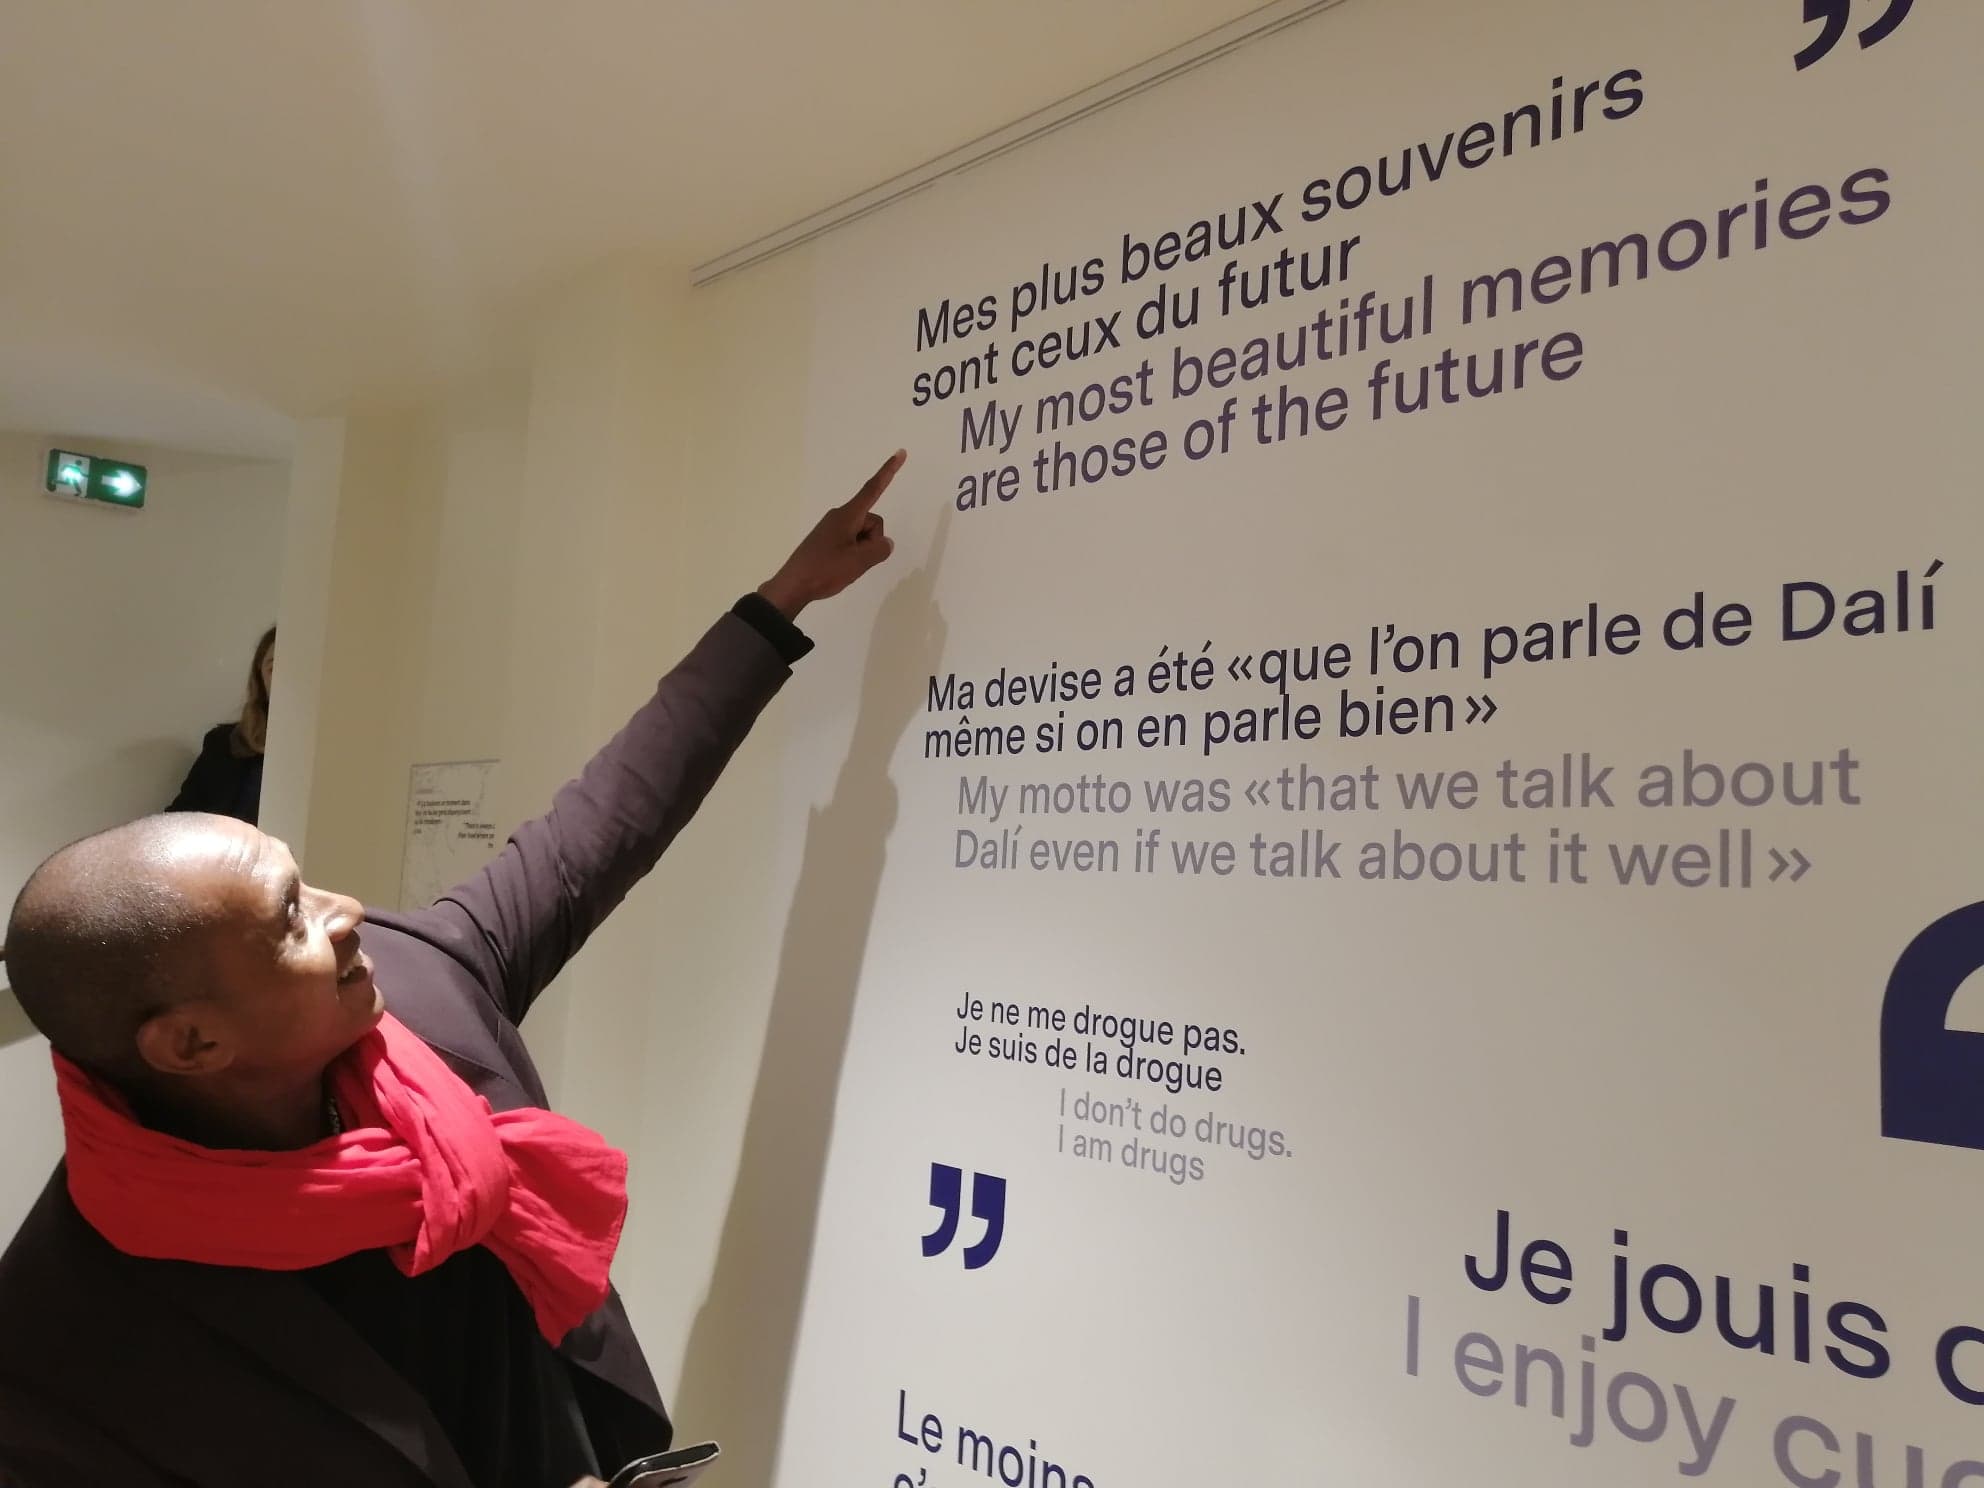 ”
Mes plus beaux souvenirs
sont ceux du futur
My most beautiful memories
are those of the future
Ma devise a été «que l’on parle de Dalí
même si on en parle bien»
My motto was «that we talk about
Dalí even if we talk about it well»
Je ne me drogue pas.
Je suis de la drogue
I don’t do drugs.
I am drugs
”
Je jouis
I enjoy
Le moins